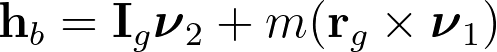 𝐡_b = 𝐈_g 𝝂_2 + m(𝐫_g × 𝝂_1)